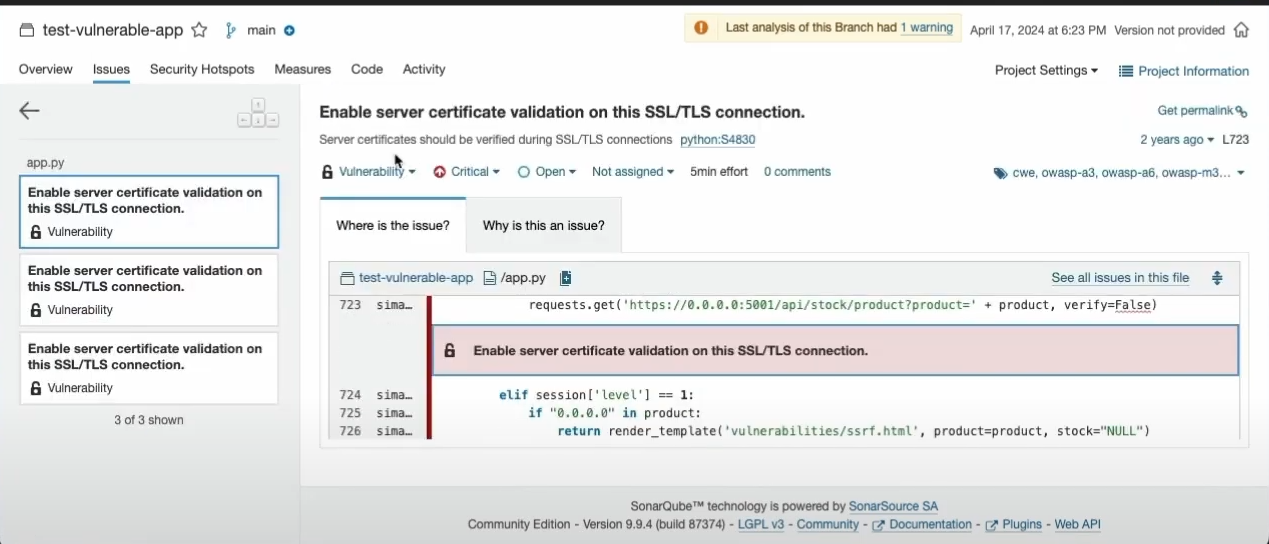 test-vulnerable-app main
Last analysis of this Branch had 1 warning April 17, 2024 at 6:23 PM Version not provided
Overview Issues Security Hotspots Measures Code Activity
Project Settings Project Information
app.py
Enable server certificate validation on
this SSL/TLS connection.
Vulnerability
Enable server certificate validation on
this SSL/TLS connection.
Vulnerability
Enable server certificate validation on
this SSL/TLS connection.
Vulnerability
3 of 3 shown
Enable server certificate validation on this SSL/TLS connection.
Get permalink
Server certificates should be verified during SSL/TLS connections python:S4830
2 years ago L723
Vulnerability Critical Open Not assigned 5min effort 0 comments
cwe, owasp-a3, owasp-a6, owasp-m3...
Where is the issue? Why is this an issue?
test-vulnerable-app /app.py See all issues in this file
723 sima… requests.get('https://0.0.0.0:5001/api/stock/product?product=' + product, verify=False)
Enable server certificate validation on this SSL/TLS connection.
724 sima… elif session['level'] == 1:
725 sima… if "0.0.0.0" in product:
726 sima… return render_template('vulnerabilities/ssrf.html', product=product, stock="NULL")
SonarQube™ technology is powered by SonarSource SA
Community Edition - Version 9.9.4 (build 87374) - LGPL v3 - Community - Documentation - Plugins - Web API